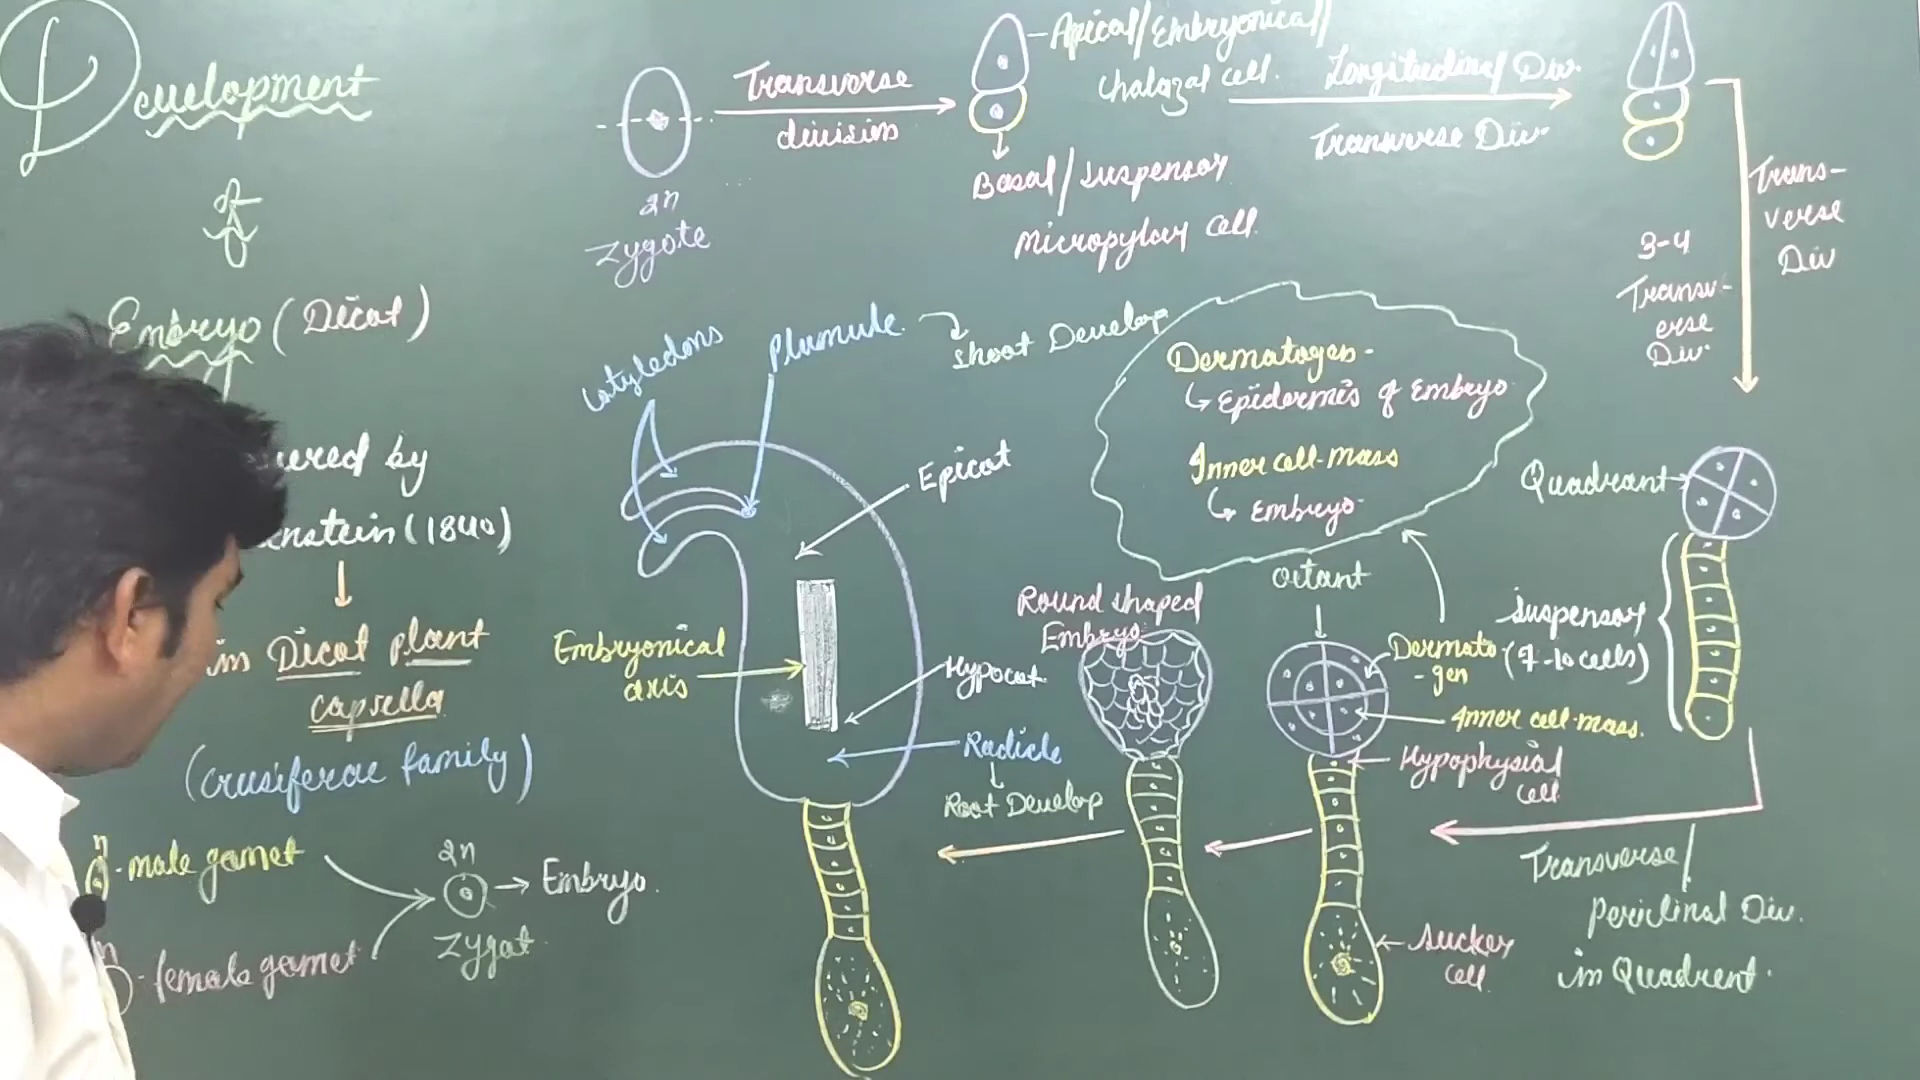 Development
of
Embryo (Dicot)
ered by
nstein (1840)
in Dicot plant
capsella
(crusiferae family)
n
- male gamet
n
- female gamet
2n
Zygot
Embryo.
2n
Zygote
Transverse
division
Apical/Embryonical/
Chalazal cell.
Basal/suspensor
Micropylary cell.
Longitudinal Div.
Transverse Div
Trans-
verse
Div
3-4
Transv-
erse
Div.
Quadrant
Suspensor
(7-10 cells)
Transverse/
Periclinal Div.
in Quadrent.
Octant
Dermato
-gen
Inner cell mass.
Hypophysial
cell
Sucker
cell
Dermatogen-
Epidermis of Embryo
Inner cell-mass
Embryo-
Round shaped
Embryo
Cotyledons
Plumule.
Shoot Develop
Epicot
Embryonical
axis
Hypocot.
Radicle
Root Develop